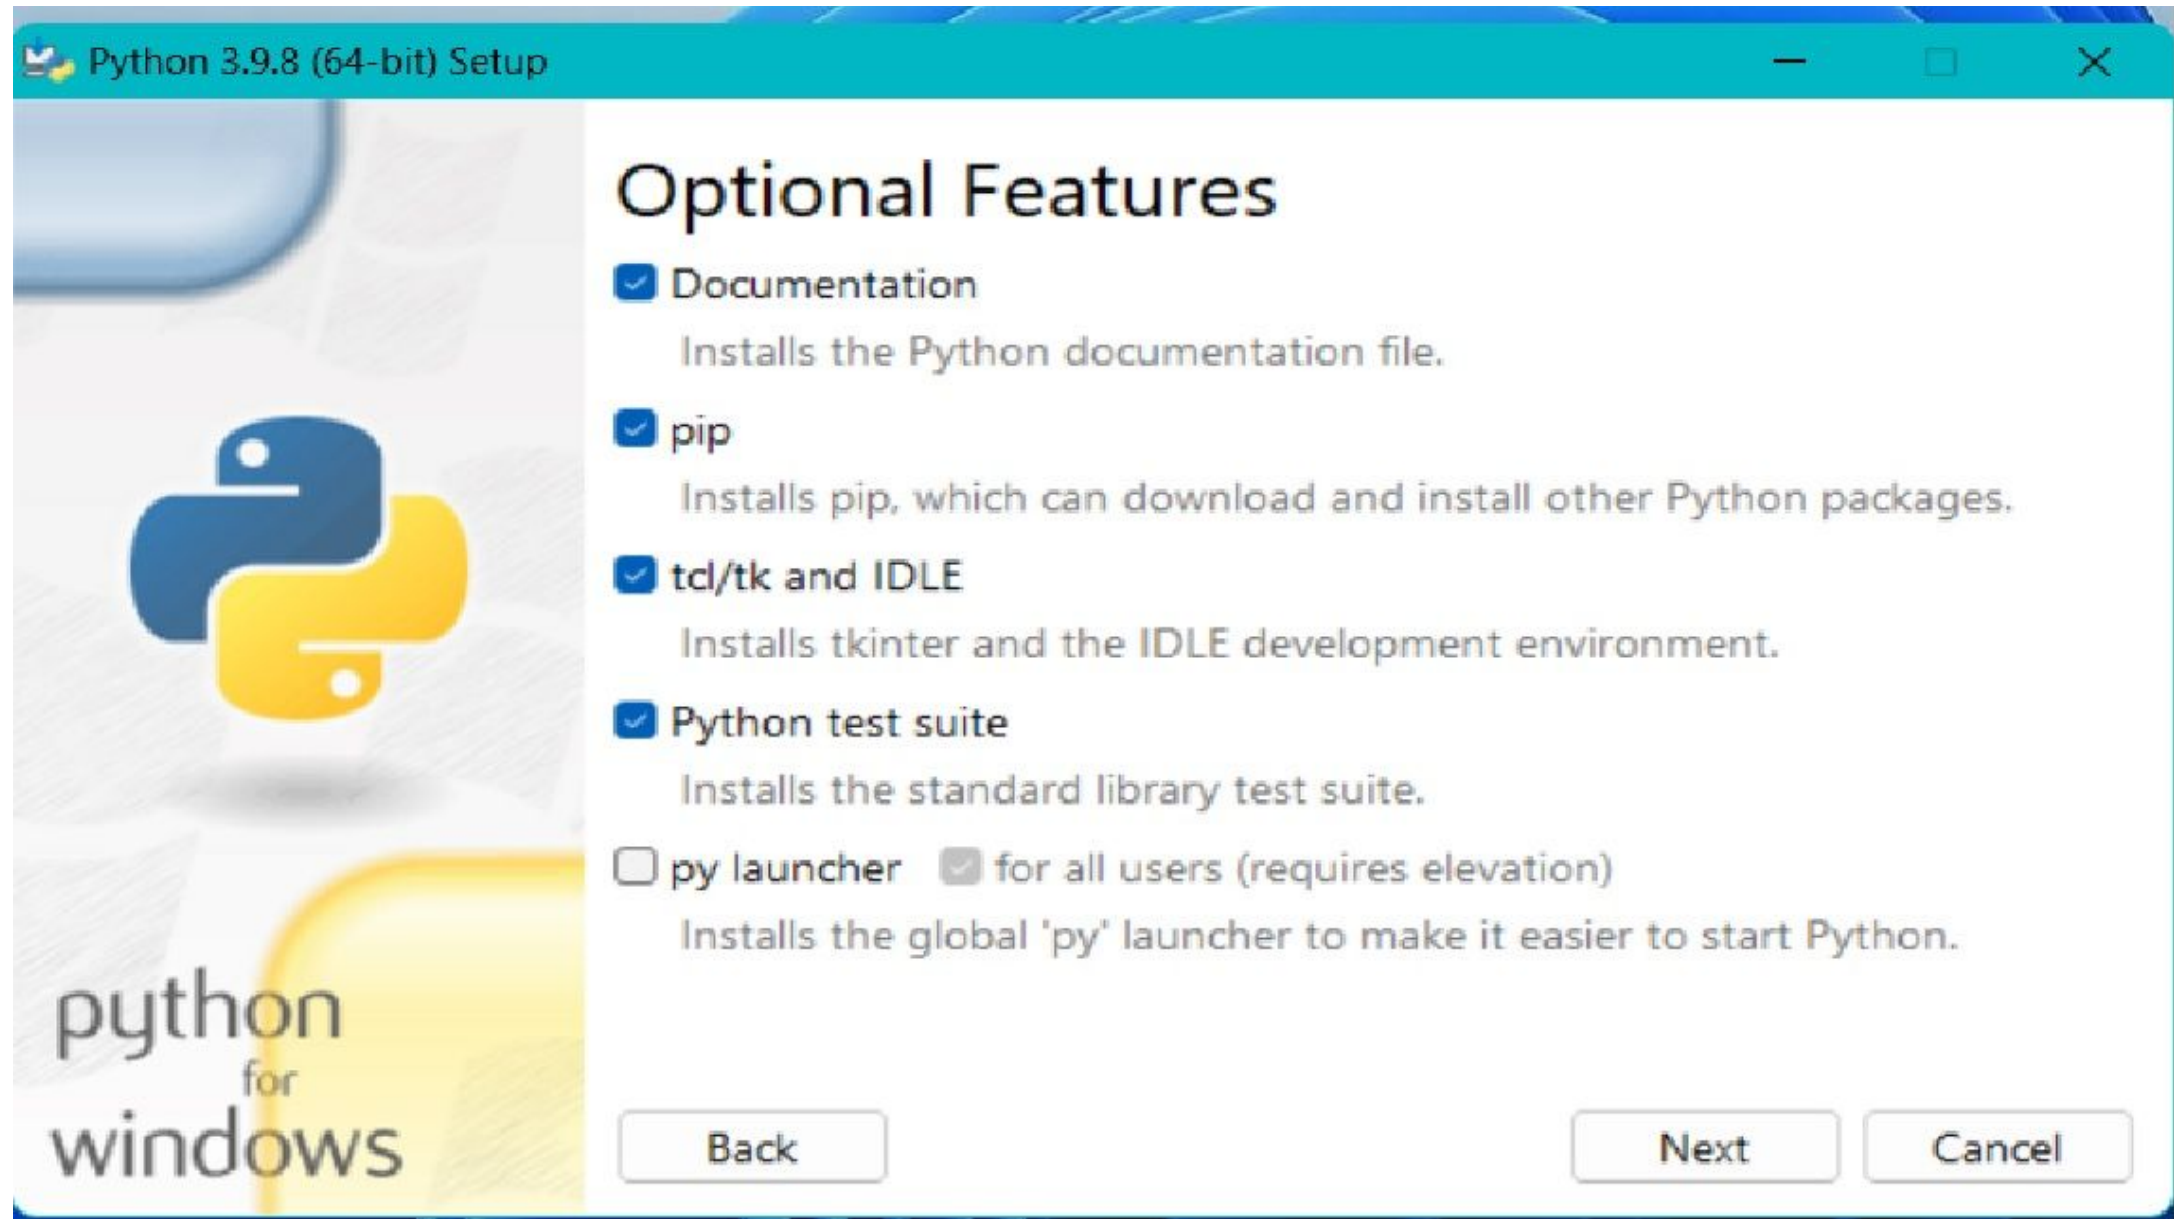 Python 3.9.8 (64-bit) Setup
Optional Features
Documentation
Installs the Python documentation file.
pip
Installs pip, which can download and install other Python packages.
tcl/tk and IDLE
Installs tkinter and the IDLE development environment.
Python test suite
Installs the standard library test suite.
py launcher for all users (requires elevation)
Installs the global 'py' launcher to make it easier to start Python.
python
for
windows
Back Next Cancel